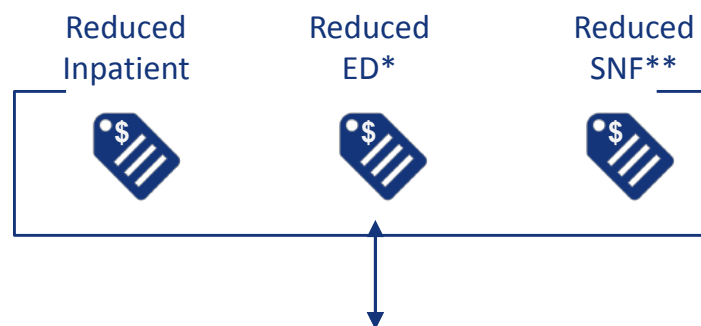 Reduced
Inpatient
Reduced
ED*
Reduced
SNF**
$
$
$